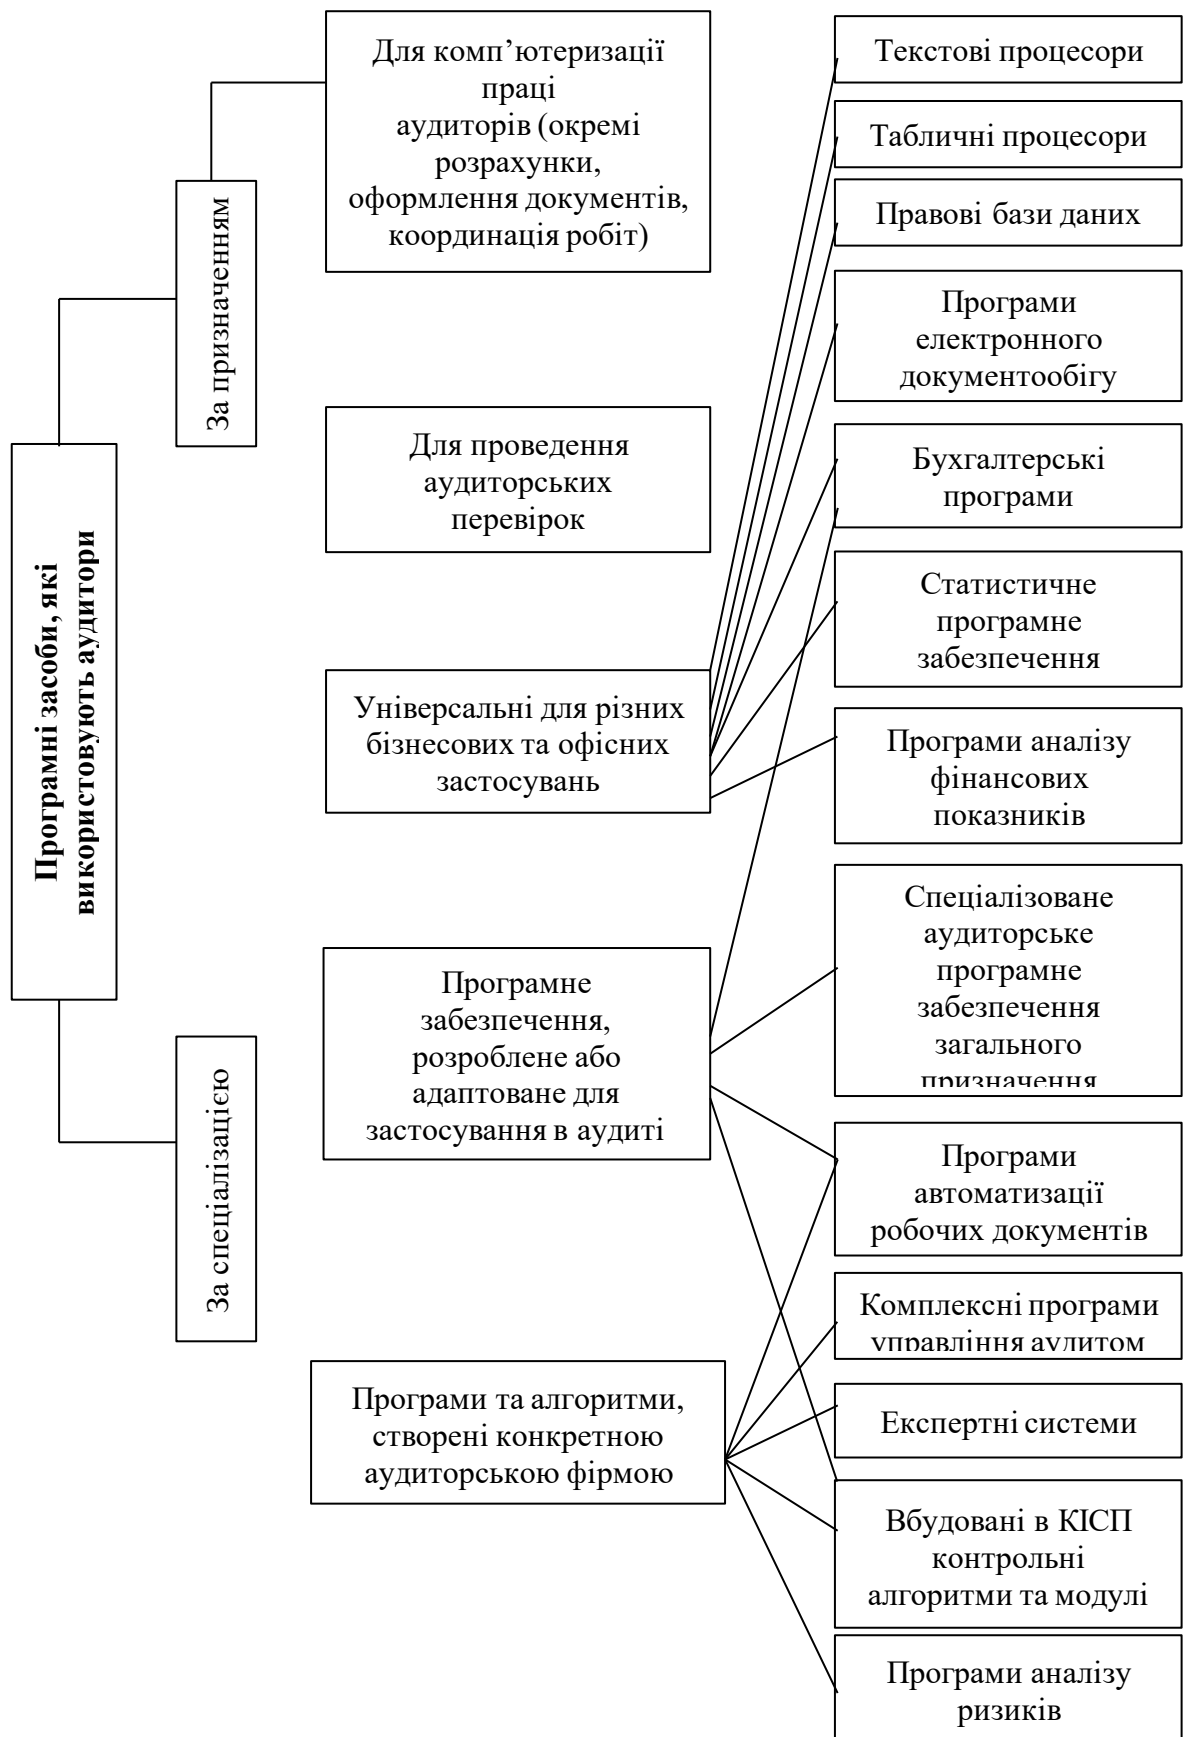 Програмні засоби, які
використовують аудитори
За призначенням
За спеціалізацією
Для комп’ютеризації
праці
аудиторів (окремі
розрахунки,
оформлення документів,
координація робіт)
Для проведення
аудиторських
перевірок
Універсальні для різних
бізнесових та офісних
застосувань
Програмне
забезпечення,
розроблене або
адаптоване для
застосування в аудиті
Програми та алгоритми,
створені конкретною
аудиторською фірмою
Текстові процесори
Табличні процесори
Правові бази даних
Програми
електронного
документообігу
Бухгалтерські
програми
Статистичне
програмне
забезпечення
Програми аналізу
фінансових
показників
Спеціалізоване
аудиторське
програмне
забезпечення
загального
призначення
Програми
автоматизації
робочих документів
Комплексні програми
управління аудитом
Експертні системи
Вбудовані в КІСП
контрольні
алгоритми та модулі
Програми аналізу
ризиків